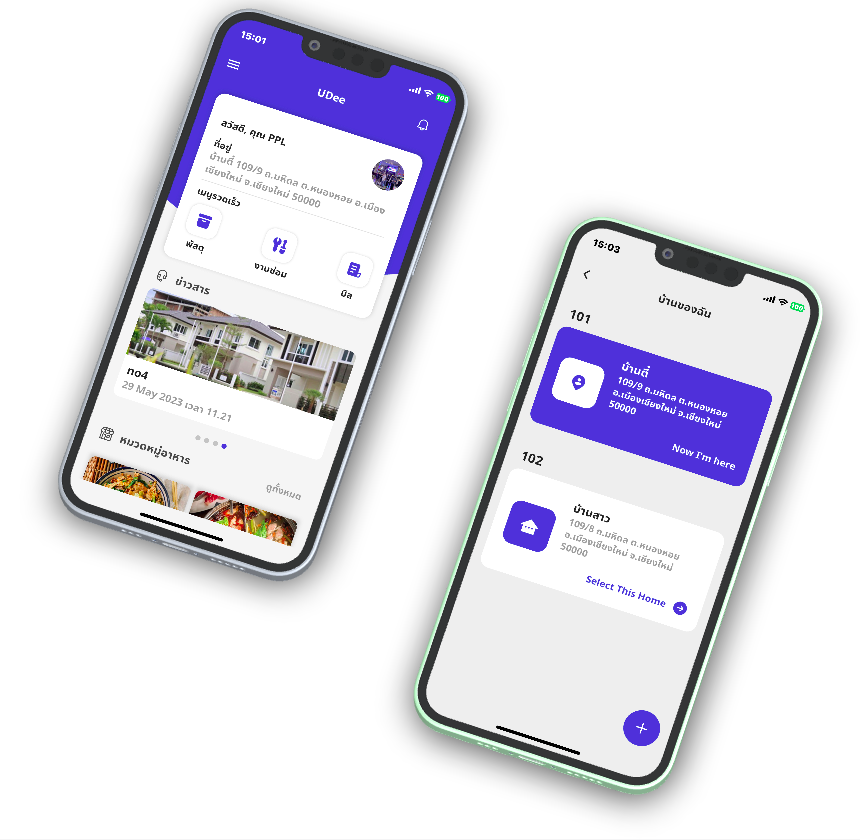 15:01
100
UDee
สวัสดี, คุณ PPL
ที่อยู่
บ้านตี๋ 109/9 ถ.มหิดล ต.หนองหอย อ.เมือง
เชียงใหม่ จ.เชียงใหม่ 50000
เมนูรวดเร็ว
พัสดุ
งานซ่อม
บิล
ข่าวสาร
no4
29 May 2023 เวลา 11.21
หมวดหมู่อาหาร
ดูทั้งหมด
15:03
100
บ้านของฉัน
101
บ้านตี๋
109/9 ถ.มหิดล ต.หนองหอย
อ.เมืองเชียงใหม่ จ.เชียงใหม่
50000
Now I'm here
102
บ้านสาว
109/8 ถ.มหิดล ต.หนองหอย
อ.เมืองเชียงใหม่ จ.เชียงใหม่
50000
Select This Home